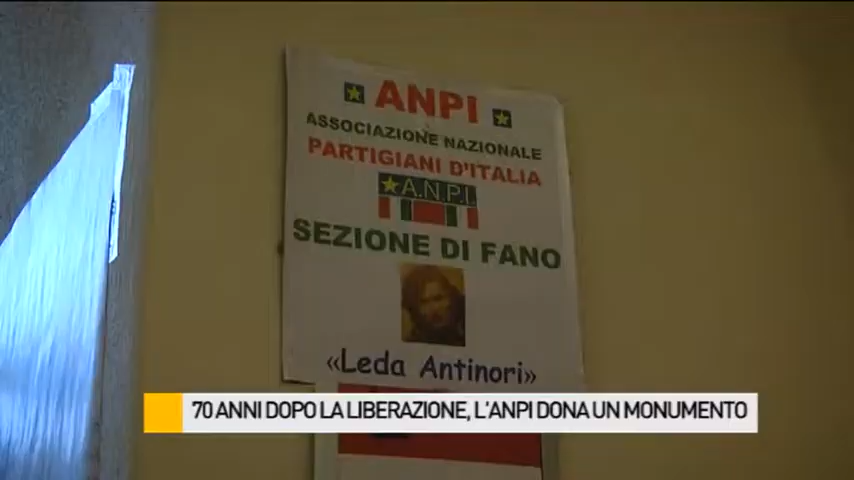 ANPI
ASSOCIAZIONE NAZIONALE
PARTIGIANI D'ITALIA
A.N.P.I.
SEZIONE DI FANO
«Leda Antinori»
70 ANNI DOPO LA LIBERAZIONE, L'ANPI DONA UN MONUMENTO